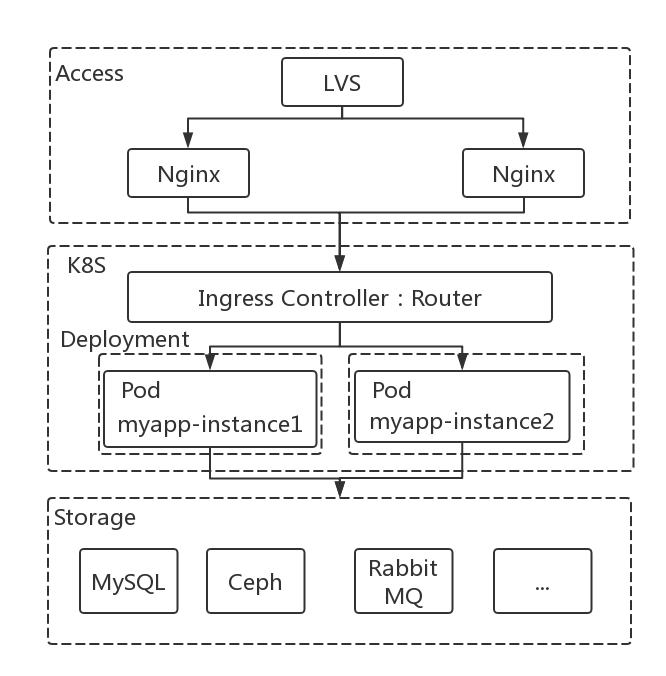 Access
LVS
Nginx
Nginx
K8S
Ingress Controller：Router
Deployment
Pod
myapp-instance1
Pod
myapp-instance2
Storage
MySQL
Ceph
Rabbit
MQ
...